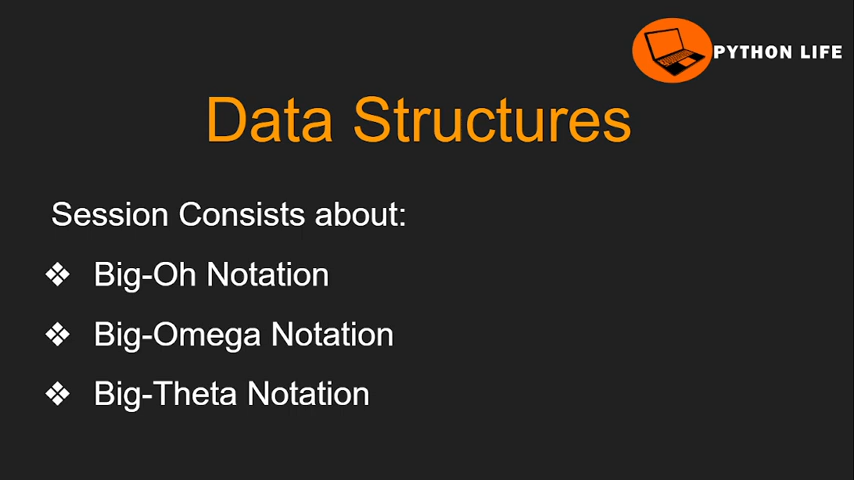 PYTHON LIFE
Data Structures
Session Consists about:
❖ Big-Oh Notation
❖ Big-Omega Notation
❖ Big-Theta Notation